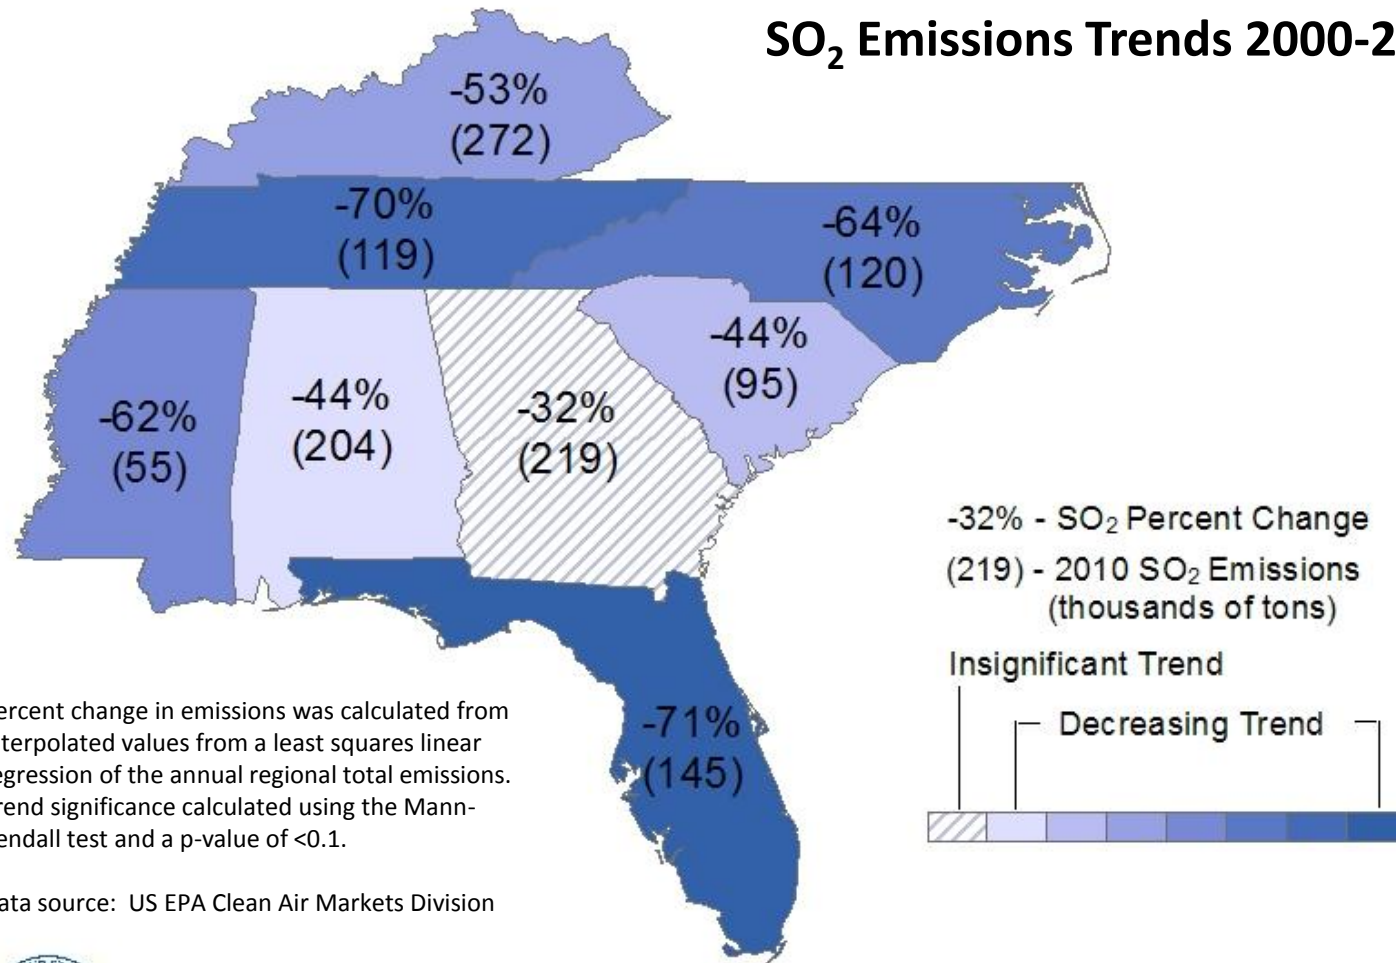 SO₂ Emissions Trends 2000-2
-53%
(272)
-70%
(119)
-64%
(120)
-44%
(95)
-62%
(55)
-44%
(204)
-32%
(219)
-71%
(145)
-32% - SO₂ Percent Change
(219) - 2010 SO₂ Emissions
(thousands of tons)
Insignificant Trend
Decreasing Trend
ercent change in emissions was calculated from
terpolated values from a least squares linear
egression of the annual regional total emissions.
rend significance calculated using the Mann-
endall test and a p-value of <0.1.
ata source: US EPA Clean Air Markets Division